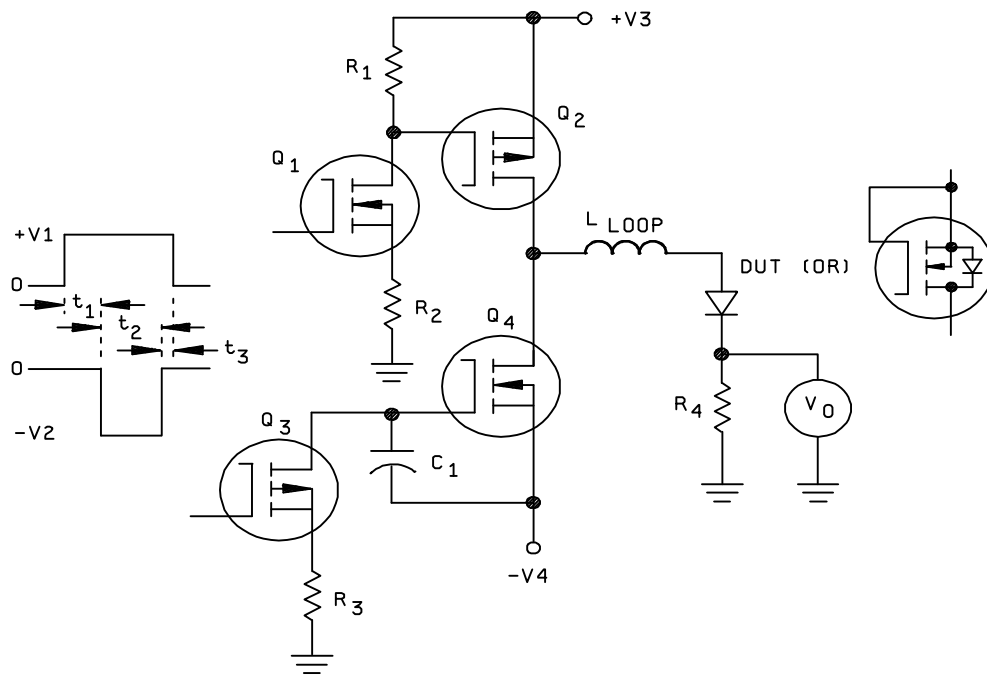 +V3
R1
Q2
Q1
L LOOP
+V1
DUT (OR)
0
t1
R2
Q4
t2
t3
0
R4
VO
Q3
-V2
C1
-V4
R3